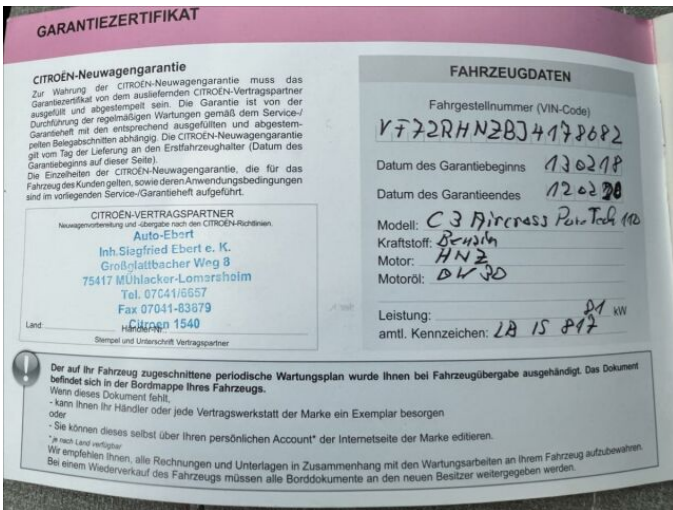 GARANTIEZERTIFIKAT
CITROËN-Neuwagengarantie
Zur Wahrung der CITROËN-Neuwagengarantie muss das
Garantiezertifikat von dem ausliefernden CITROËN-Vertragspartner
ausgefüllt und abgestempelt sein. Die Garantie ist von der
Durchführung der regelmäßigen Wartungen gemäß dem Service-/
Garantieheft mit den entsprechend ausgefüllten und abgestem-
pelten Belegabschnitten abhängig. Die CITROËN-Neuwagengarantie
gilt vom Tag der Lieferung an den Erstfahrzeughalter (Datum des
Garantiebeginns auf dieser Seite).
Die Einzelheiten der CITROËN-Neuwagengarantie, die für das
Fahrzeug des Kunden gelten, sowie deren Anwendungsbedingungen
sind im vorliegenden Service-/Garantieheft aufgeführt.
CITROËN-VERTRAGSPARTNER
Neuwagenvorbereitung und -übergabe nach den CITROËN-Richtlinien.
Auto-Ebert
Inh.Siegfried Ebert e. K.
Großglattbacher Weg 8
75417 Mühlacker-Lomersheim
Tel. 07041/6657
Fax 07041-83879
Citroen 1540
Land: Händler-Nr.:
Stempel und Unterschrift Vertragspartner
FAHRZEUGDATEN
Fahrgestellnummer (VIN-Code)
VF72RHNZBJ4178682
Datum des Garantiebeginns 130218
Datum des Garantieendes 120220
Modell: C3 Aircross PureTech 110
Kraftstoff: Benzin
Motor: HNZ
Motoröl: 0W30
Leistung: 81 kW
amtl. Kennzeichen: LB IS 817
Der auf Ihr Fahrzeug zugeschnittene periodische Wartungsplan wurde Ihnen bei Fahrzeugübergabe ausgehändigt. Das Dokument
befindet sich in der Bordmappe Ihres Fahrzeugs.
Wenn dieses Dokument fehlt,
- kann Ihnen Ihr Händler oder jede Vertragswerkstatt der Marke ein Exemplar besorgen
oder
- Sie können dieses selbst über Ihren persönlichen Account* der Internetseite der Marke editieren.
*je nach Land verfügbar
Wir empfehlen Ihnen, alle Rechnungen und Unterlagen in Zusammenhang mit den Wartungsarbeiten an Ihrem Fahrzeug aufzubewahren.
Bei einem Wiederverkauf des Fahrzeugs müssen alle Borddokumente an den neuen Besitzer weitergegeben werden.